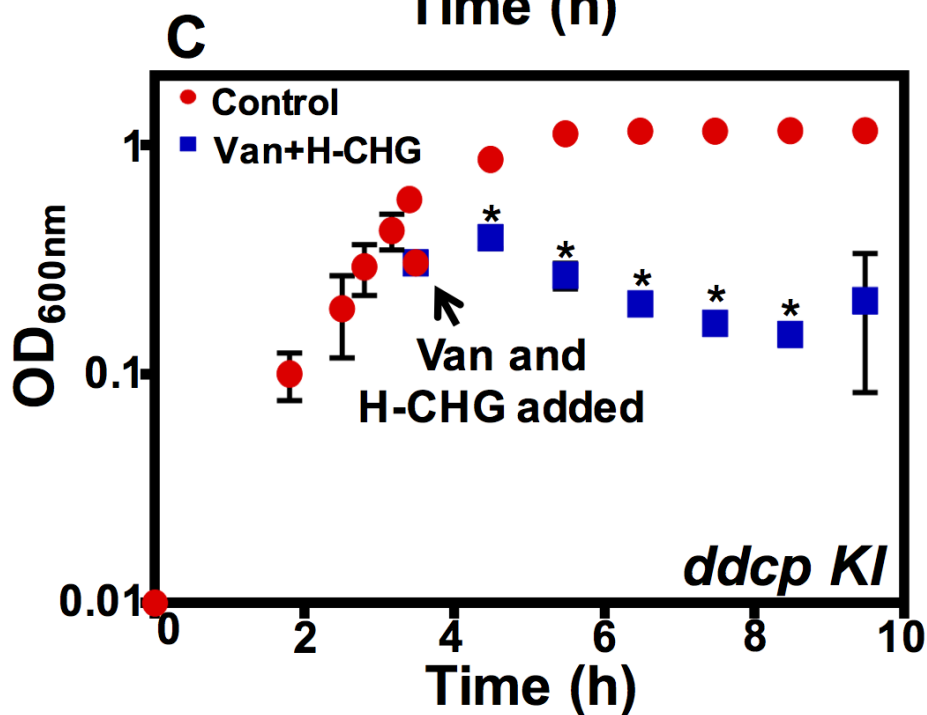 Time (h)
C
Control
Van+H-CHG
1
*
*
*
*
*
Van and
H-CHG added
0.1
OD600nm
ddcp KI
0.01
0 2 4 6 8 10
Time (h)